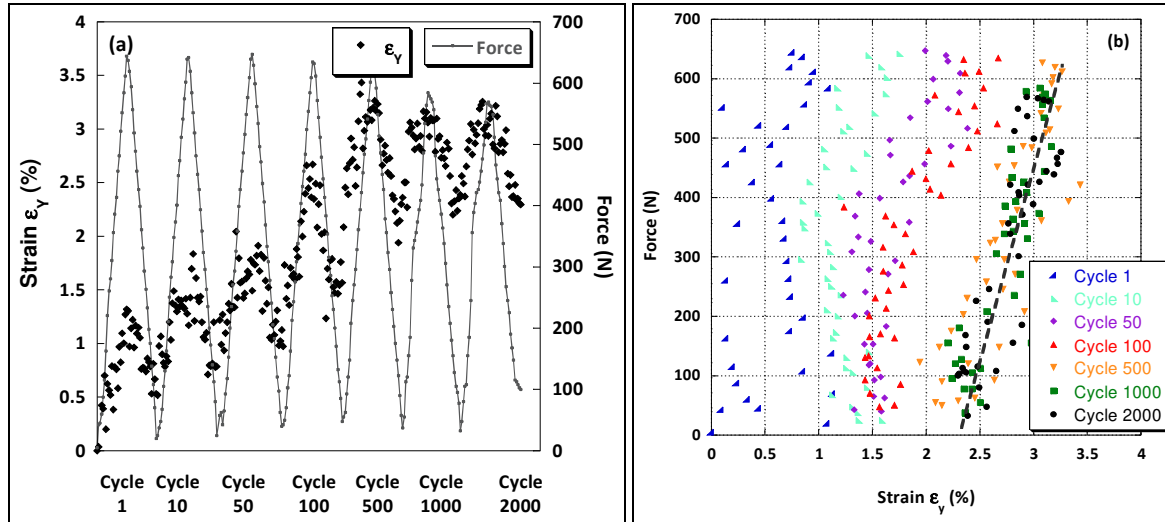 (a)
ε_Y
Force
4
3.5
3
2.5
2
1.5
1
0.5
0
Strain ε_Y (%)
700
600
500
400
300
200
100
0
Force (N)
Cycle Cycle Cycle Cycle Cycle Cycle Cycle
1 10 50 100 500 1000 2000
(b)
700
600
500
400
300
200
100
0
Force (N)
Cycle 1
Cycle 10
Cycle 50
Cycle 100
Cycle 500
Cycle 1000
Cycle 2000
0 0.5 1 1.5 2 2.5 3 3.5 4
Strain ε_y (%)